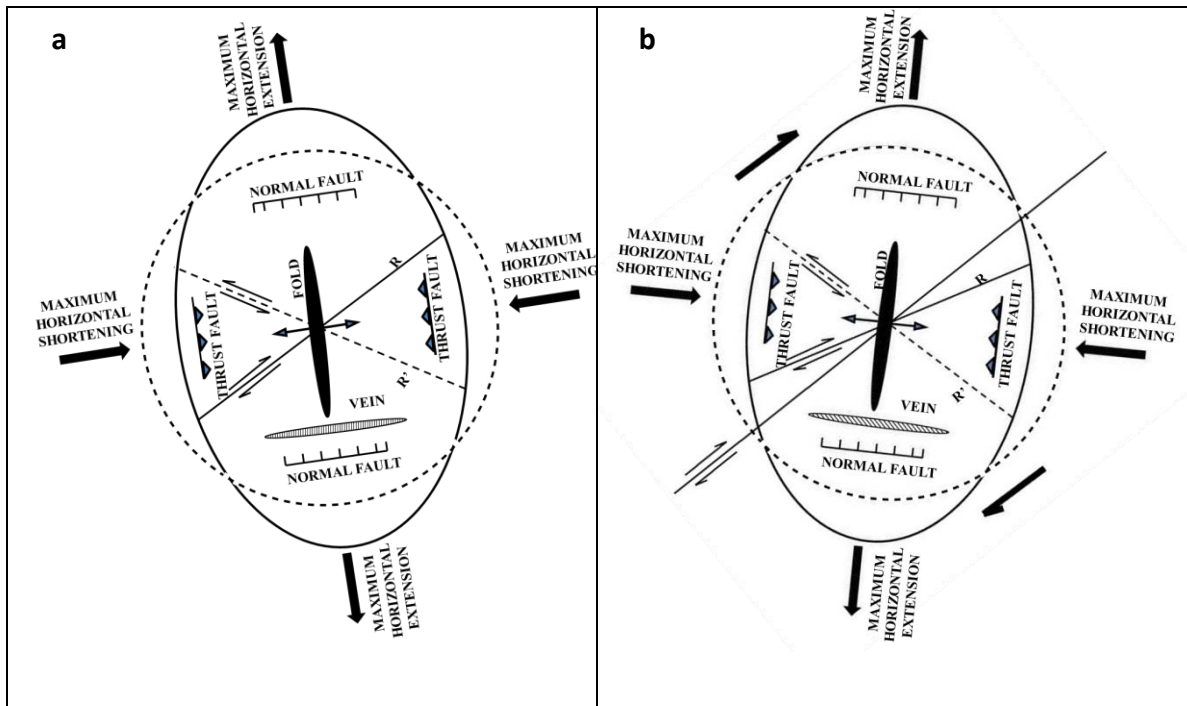 a
MAXIMUM
HORIZONTAL
EXTENSION
NORMAL FAULT
MAXIMUM
HORIZONTAL
SHORTENING
R
FOLD
THRUST FAULT
THRUST FAULT
MAXIMUM
HORIZONTAL
SHORTENING
R'
VEIN
NORMAL FAULT
MAXIMUM
HORIZONTAL
EXTENSION
b
MAXIMUM
HORIZONTAL
EXTENSION
NORMAL FAULT
MAXIMUM
HORIZONTAL
SHORTENING
R
FOLD
THRUST FAULT
THRUST FAULT
MAXIMUM
HORIZONTAL
SHORTENING
R'
VEIN
NORMAL FAULT
MAXIMUM
HORIZONTAL
EXTENSION